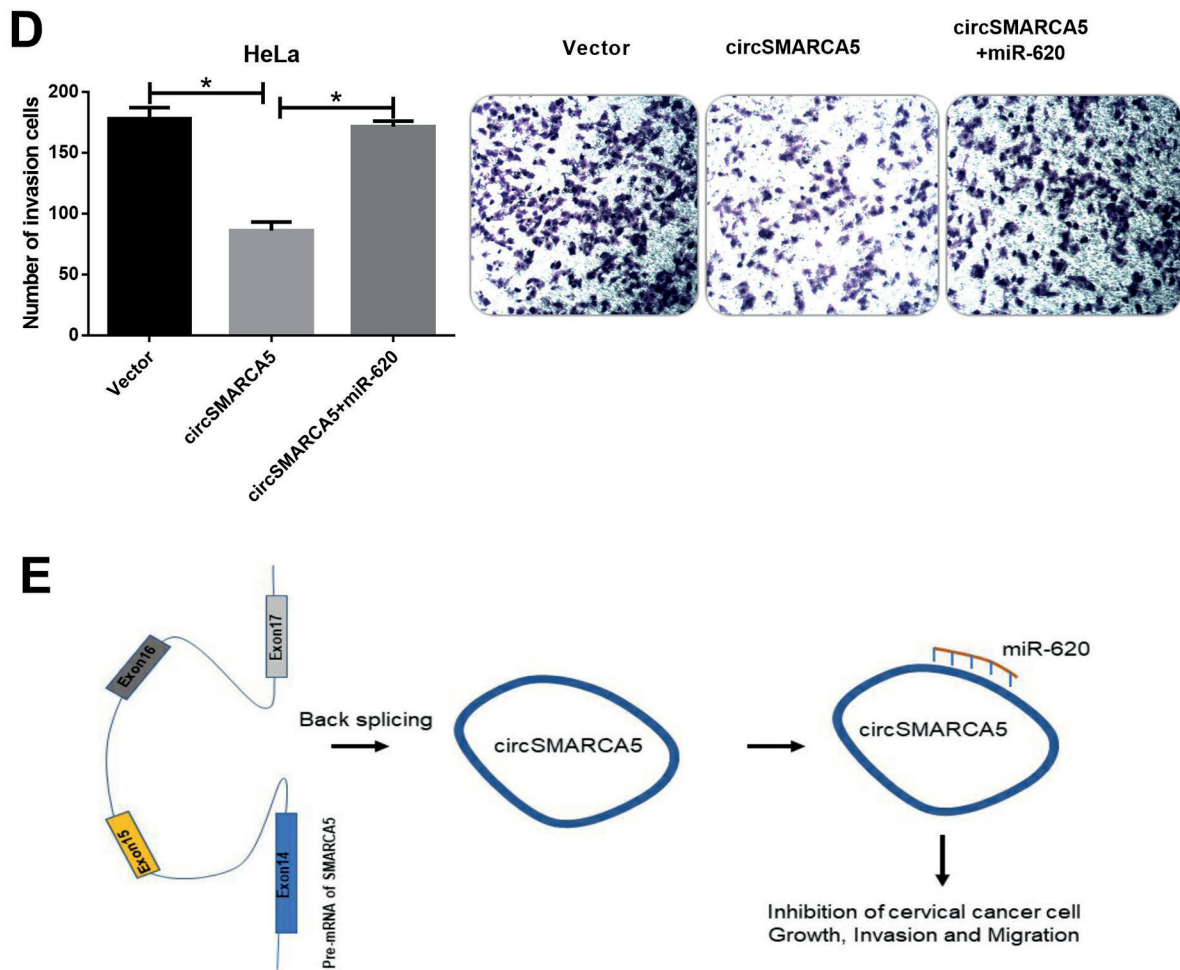 D
HeLa
Number of invasion cells
200
150
100
50
0
*
*
Vector
circSMARCA5
circSMARCA5+miR-620
Vector
circSMARCA5
circSMARCA5
+miR-620
E
Exon17
Exon16
Exon15
Exon14
Pre-mRNA of SMARCA5
Back splicing
circSMARCA5
miR-620
circSMARCA5
Inhibition of cervical cancer cell
Growth, Invasion and Migration